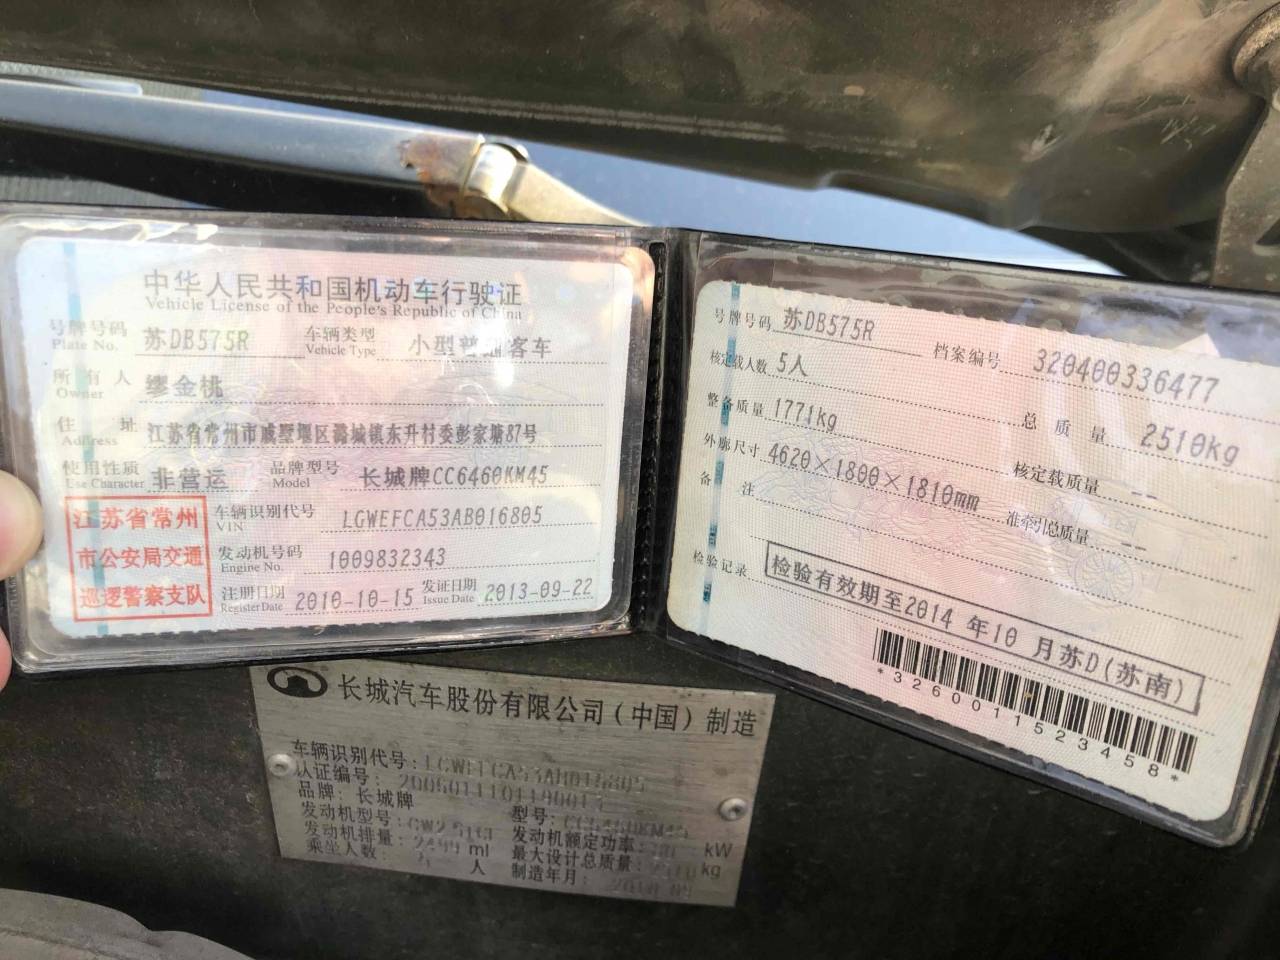 中华人民共和国机动车行驶证
Vehicle License of the People's Republic of China
号牌号码 苏DB575R 车辆类型 小型普通客车
Plate No. Vehicle Type
所有人 缪金桃
Owner
住址 江苏省常州市戚墅堰区潞城镇东升村委彭家塘87号
Address
使用性质 非营运 品牌型号 长城牌CC6460KM45
Use Character Model
江苏省常州
市公安局交通
巡逻警察支队
车辆识别代号 LGWEFCA53AB016805
VIN
发动机号码 1009832343
Engine No.
注册日期 2010-10-15 发证日期 2013-09-22
Register Date Issue Date
号牌号码 苏DB575R 档案编号 320400336477
核定载人数 5人 总质量 2510kg
整备质量 1771kg 核定载质量 --
外廓尺寸 4620×1800×1810mm 准牵引总质量 --
备注
检验记录 检验有效期至2014年10月苏D(苏南)
*3260011523458*
长城汽车股份有限公司(中国)制造
车辆识别代号:LGWEFCA53AB016805
认证编号:
品牌:长城牌 型号:CC6460KM45
发动机型号: 发动机额定功率: kW
发动机排量:2499 ml 最大设计总质量: kg
乘坐人数: 人 制造年月: